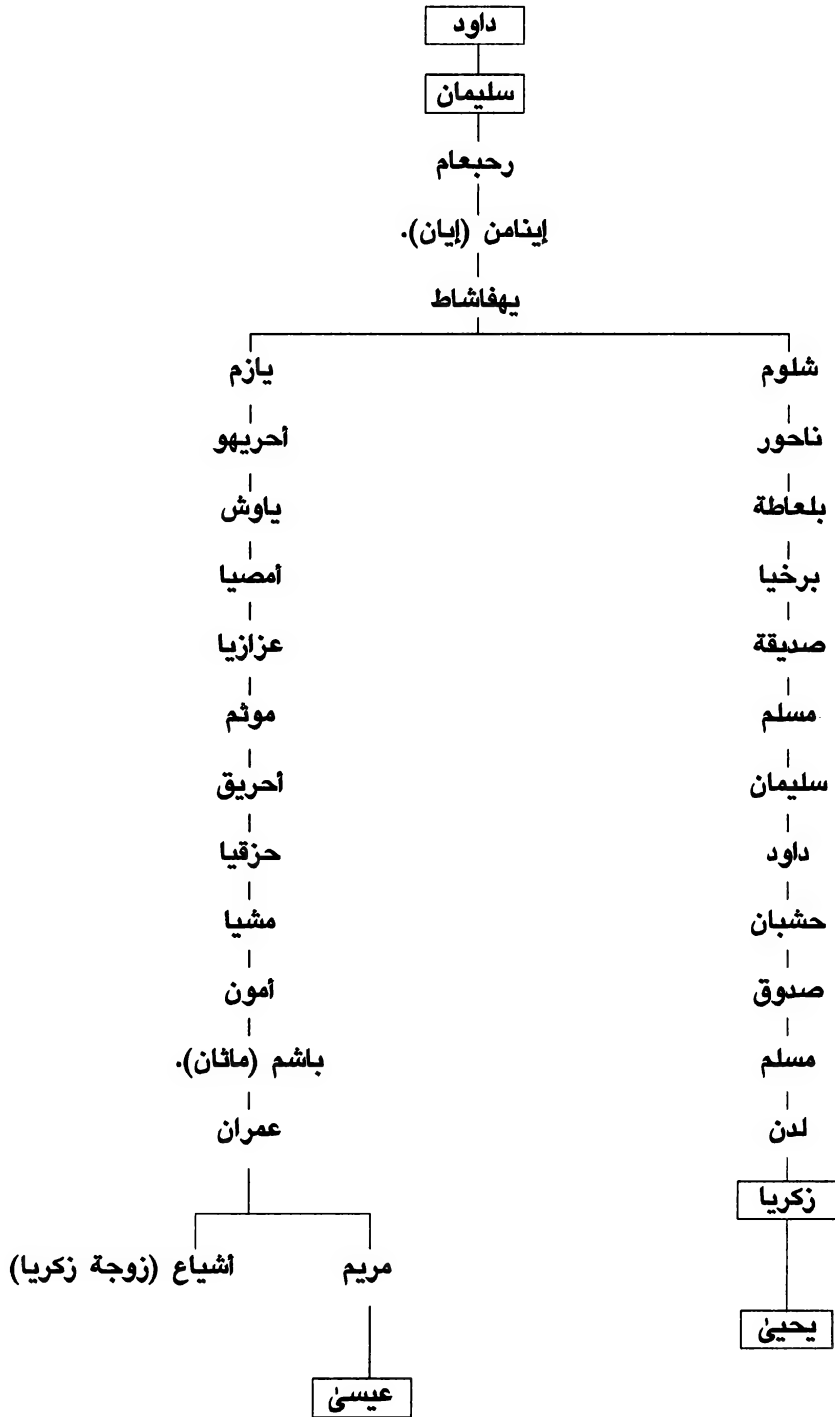 داود
سليمان
رحبعام
إينامن (إيان).
يهفاشاط
شلوم
يازم
ناحور
أحريهو
بلعاطة
ياوش
برخيا
أمصيا
صديقة
عزازيا
مسلم
موثم
سليمان
أحريق
داود
حزقيا
حشبان
مشيا
صدوق
أمون
مسلم
باشم (ماثان).
لدن
عمران
زكريا
مريم
أشياع (زوجة زكريا)
يحيىٰ
عيسىٰ